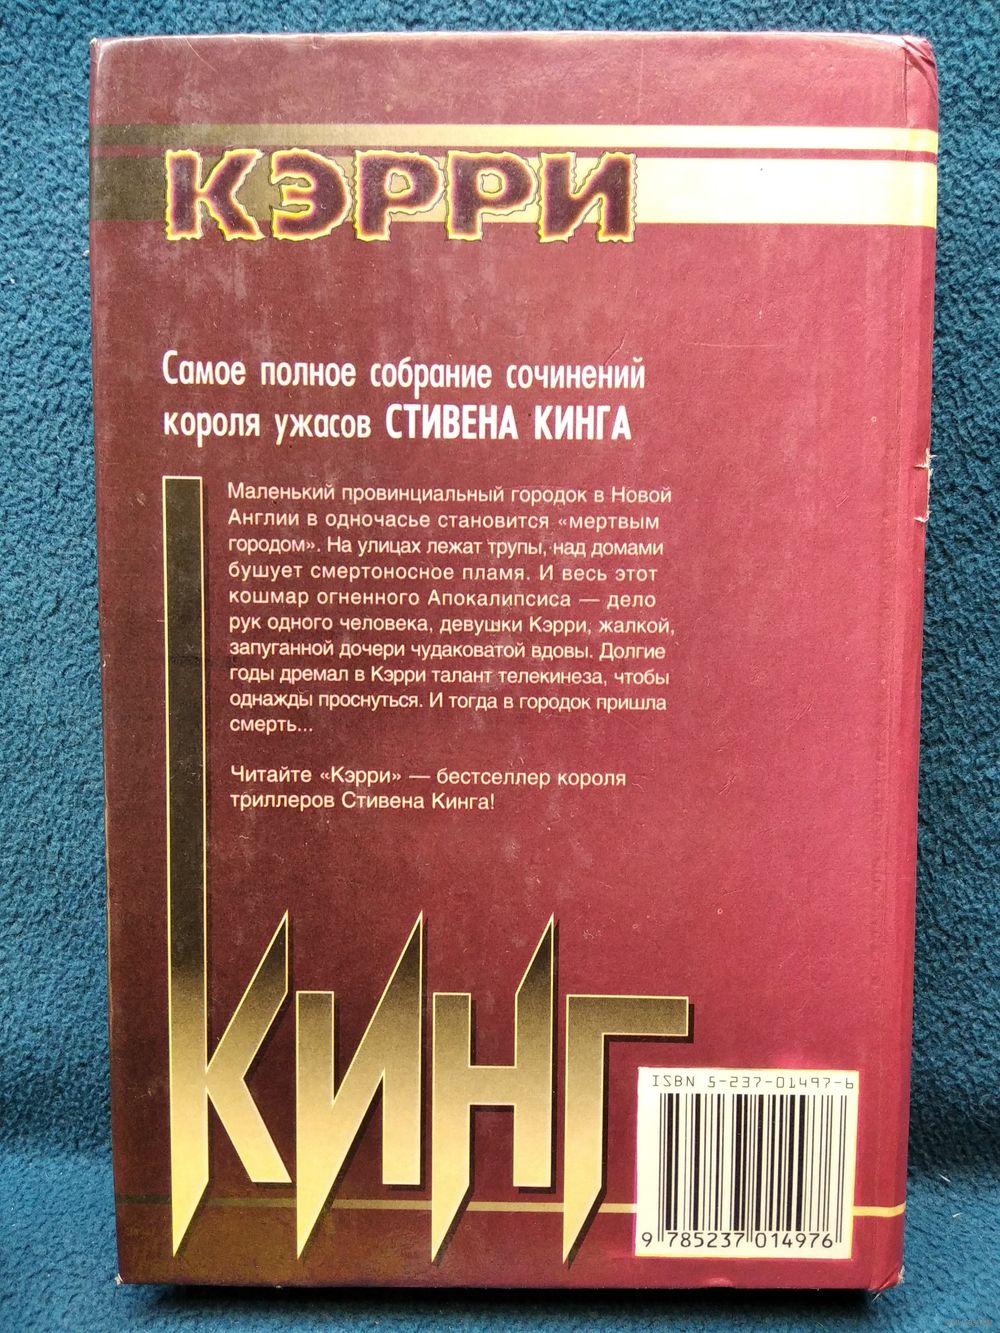 КЭРРИ
Самое полное собрание сочинений
короля ужасов СТИВЕНА КИНГА
Маленький провинциальный городок в Новой
Англии в одночасье становится «мертвым
городом». На улицах лежат трупы, над домами
бушует смертоносное пламя. И весь этот
кошмар огненного Апокалипсиса — дело
рук одного человека, девушки Кэрри, жалкой,
запуганной дочери чудаковатой вдовы. Долгие
годы дремал в Кэрри талант телекинеза, чтобы
однажды проснуться. И тогда в городок пришла
смерть...
Читайте «Кэрри» — бестселлер короля
триллеров Стивена Кинга!
КИНГ
ISBN 5-237-01497-6
9 785237 014976